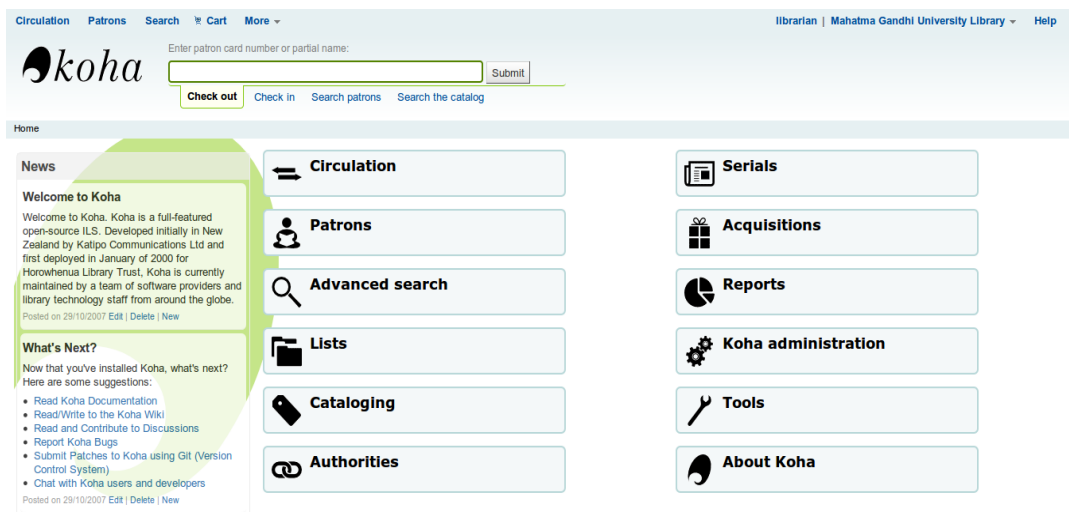 Circulation Patrons Search Cart More
librarian | Mahatma Gandhi University Library Help
koha
Enter patron card number or partial name:
Submit
Check out Check in Search patrons Search the catalog
Home
News
Welcome to Koha
Welcome to Koha. Koha is a full-featured
open-source ILS. Developed initially in New
Zealand by Katipo Communications Ltd and
first deployed in January of 2000 for
Horowhenua Library Trust, Koha is currently
maintained by a team of software providers and
library technology staff from around the globe.
Posted on 29/10/2007 Edit | Delete | New
What's Next?
Now that you've installed Koha, what's next?
Here are some suggestions:
• Read Koha Documentation
• Read/Write to the Koha Wiki
• Read and Contribute to Discussions
• Report Koha Bugs
• Submit Patches to Koha using Git (Version
Control System)
• Chat with Koha users and developers
Posted on 29/10/2007 Edit | Delete | New
Circulation
Patrons
Advanced search
Lists
Cataloging
Authorities
Serials
Acquisitions
Reports
Koha administration
Tools
About Koha